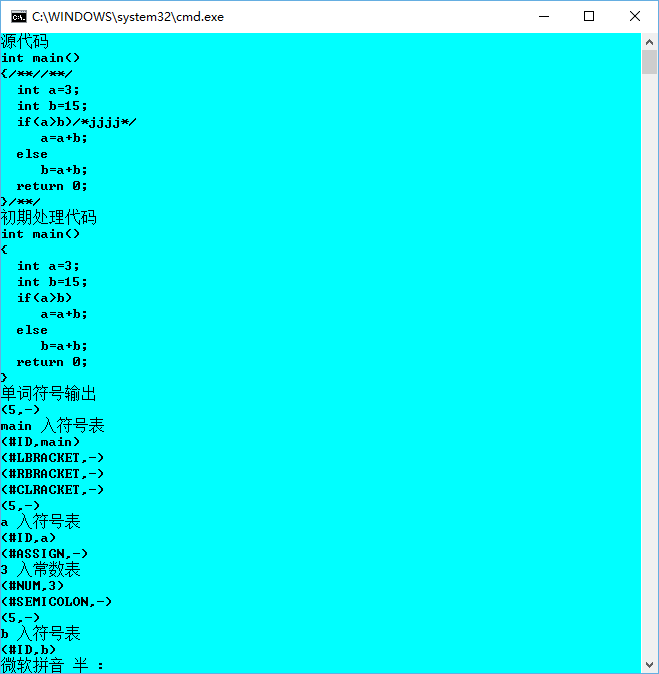 C:\WINDOWS\system32\cmd.exe
源代码
int main()
{/**//**/
  int a=3;
  int b=15;
  if(a>b)/*jjjj*/
     a=a+b;
  else
     b=a+b;
  return 0;
}/**/
初期处理代码
int main()
{
  int a=3;
  int b=15;
  if(a>b)
     a=a+b;
  else
     b=a+b;
  return 0;
}
单词符号输出
(5,-)
main 入符号表
(#ID,main)
(#LBRACKET,-)
(#RBRACKET,-)
(#CLRACKET,-)
(5,-)
a 入符号表
(#ID,a)
(#ASSIGN,-)
3 入常数表
(#NUM,3)
(#SEMICOLON,-)
(5,-)
b 入符号表
(#ID,b)
微软拼音 半 :